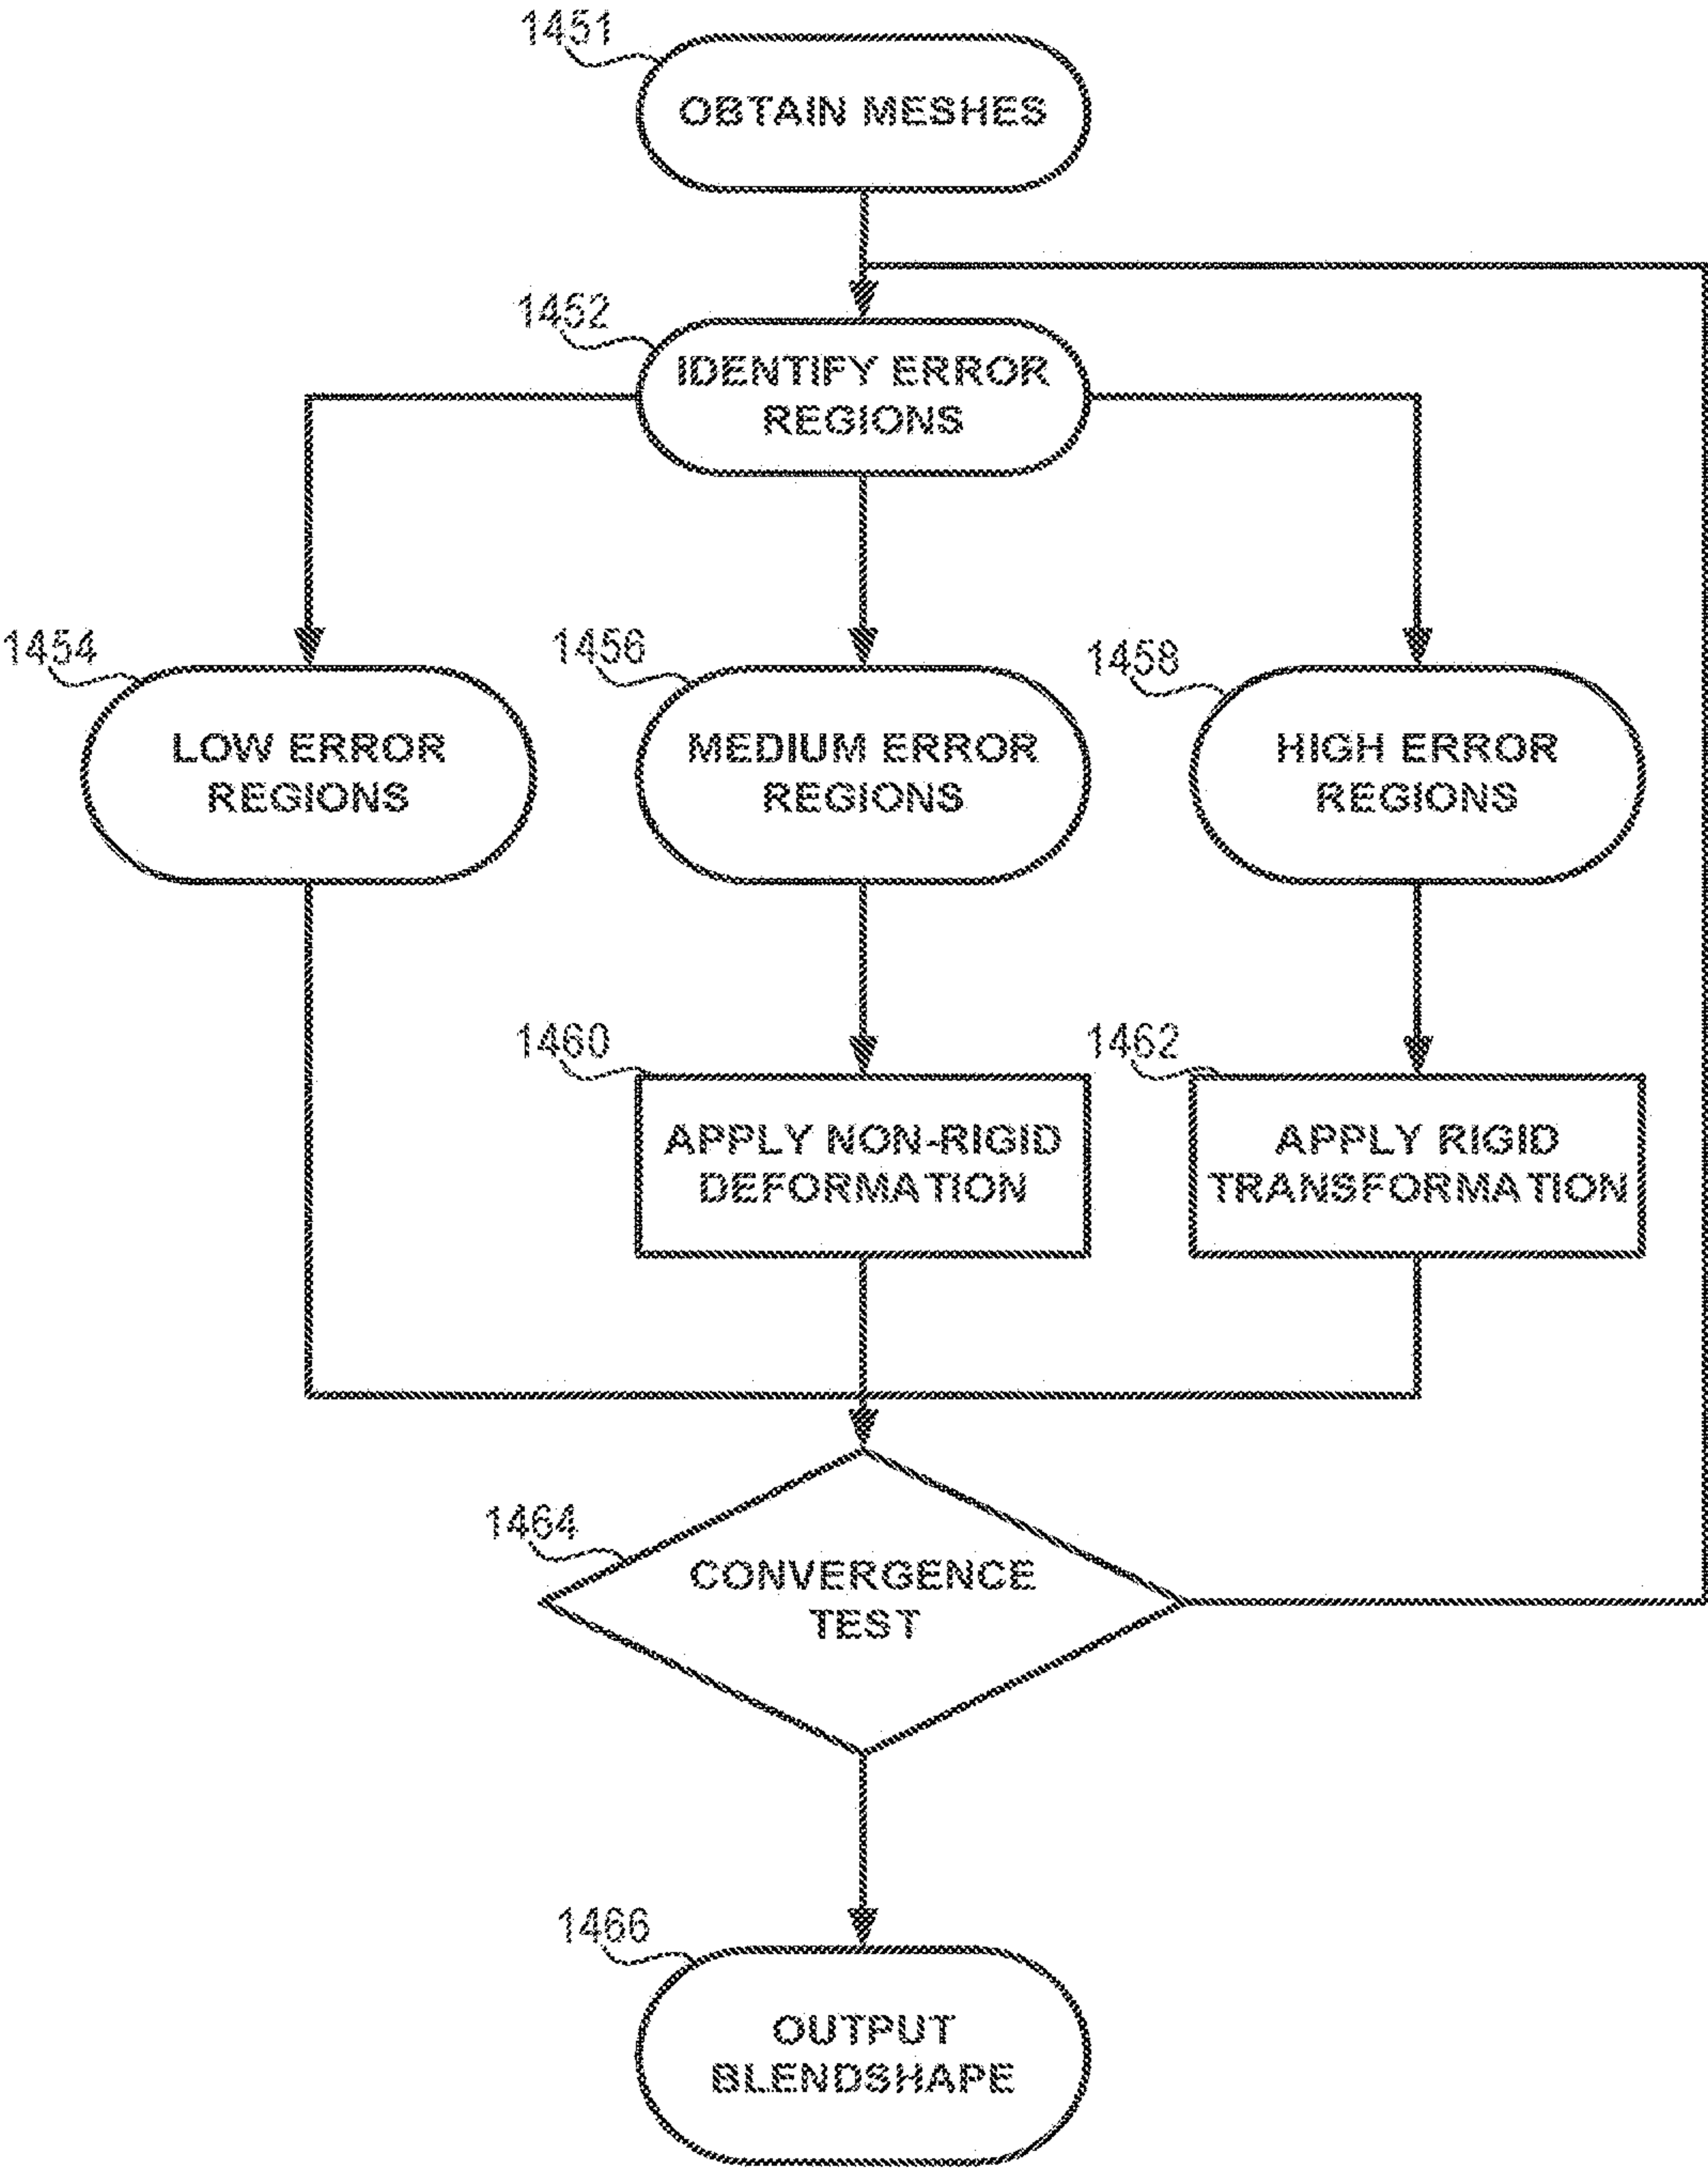 1451
OBTAIN MESHES
1452
IDENTIFY ERROR
REGIONS
1454
LOW ERROR
REGIONS
1456
MEDIUM ERROR
REGIONS
1458
HIGH ERROR
REGIONS
1460
APPLY NON-RIGID
DEFORMATION
1462
APPLY RIGID
TRANSFORMATION
1464
CONVERGENCE
TEST
1466
OUTPUT
BLENDSHAPE